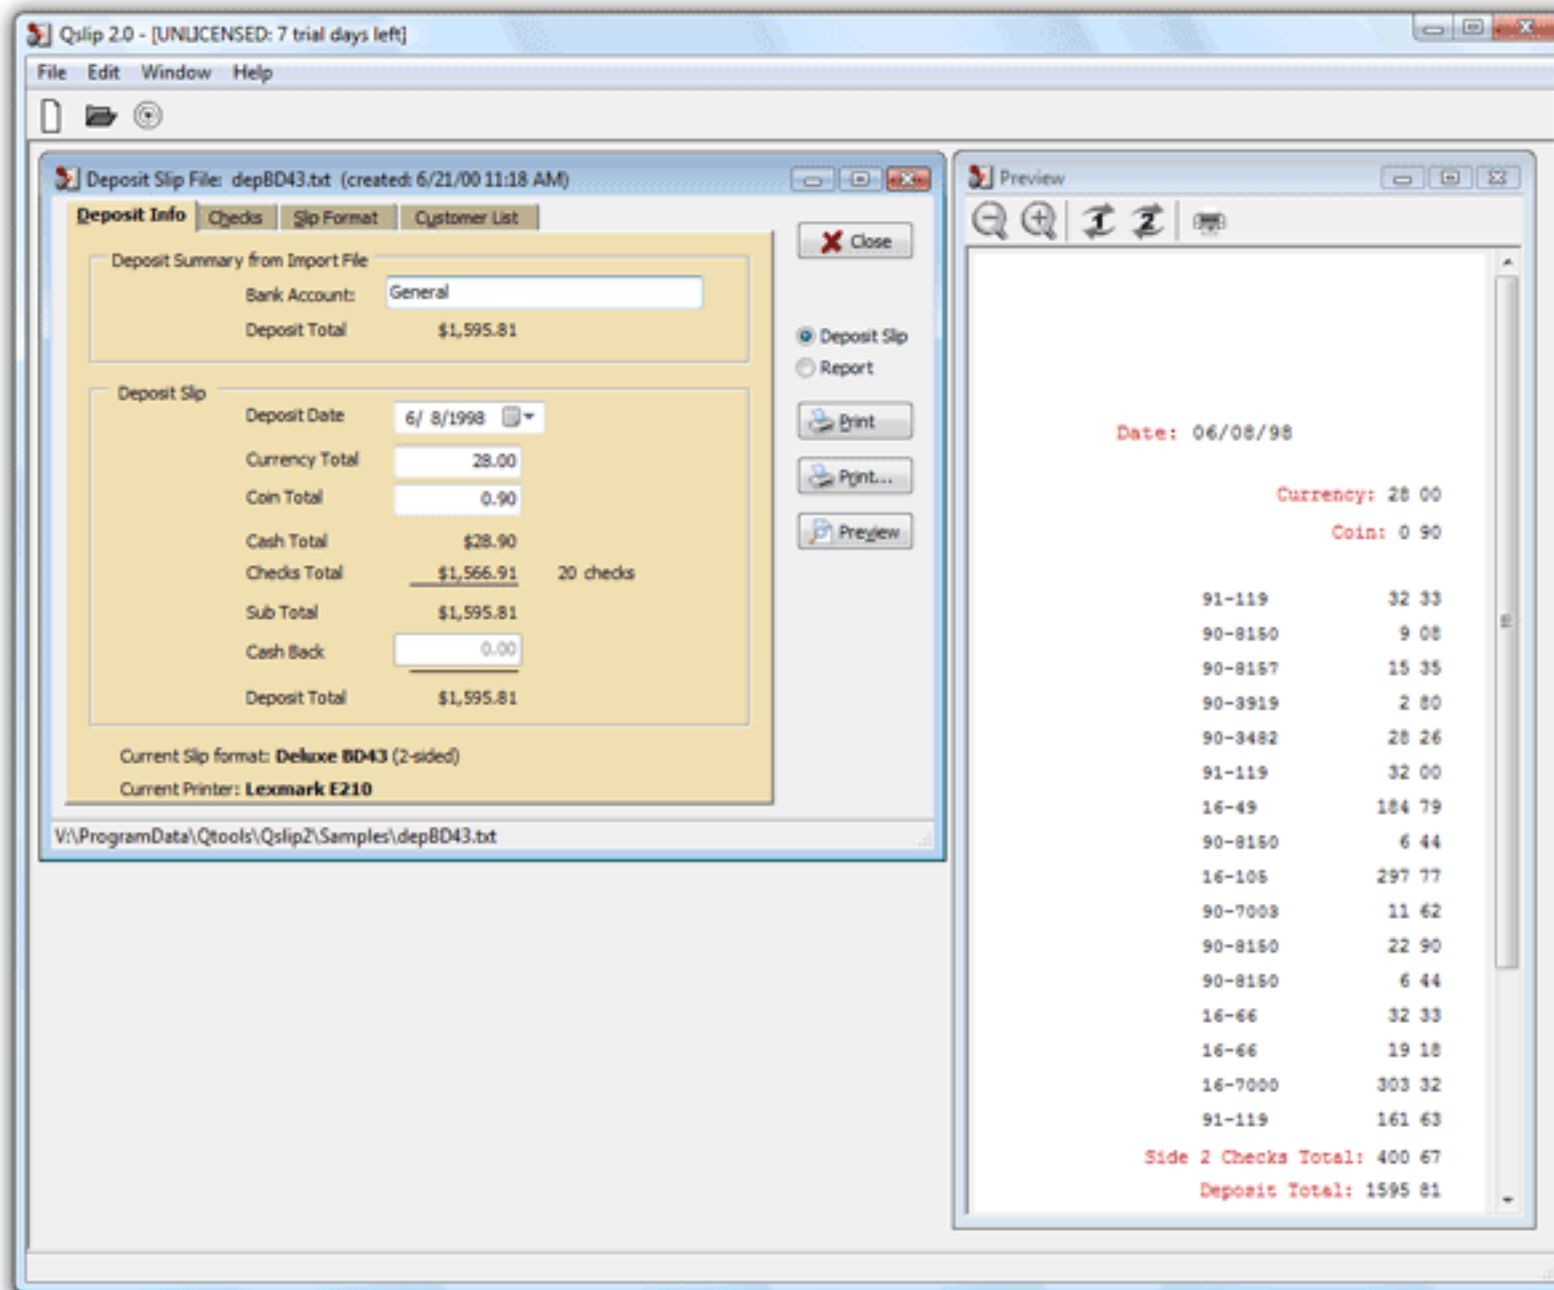 Qslip 2.0 - [UNLICENSED: 7 trial days left]
File Edit Window Help
Deposit Slip File: depBD43.txt (created: 6/21/00 11:18 AM)
Deposit Info Checks Slip Format Customer List
Deposit Summary from Import File
Bank Account: General
Deposit Total $1,595.81
Deposit Slip
Deposit Date 6/ 8/1998
Currency Total 28.00
Coin Total 0.90
Cash Total $28.90
Checks Total $1,566.91 20 checks
Sub Total $1,595.81
Cash Back 0.00
Deposit Total $1,595.81
Current Slip format: Deluxe BD43 (2-sided)
Current Printer: Lexmark E210
Close
Deposit Slip
Report
Print
Print...
Preview
V:\ProgramData\Qtools\Qslip2\Samples\depBD43.txt
Preview
1 2
Date: 06/08/98
Currency: 28 00
Coin: 0 90
91-119 32 33
90-8150 9 08
90-8157 15 35
90-3919 2 80
90-3482 28 26
91-119 32 00
16-49 184 79
90-8150 6 44
16-105 297 77
90-7003 11 62
90-8150 22 90
90-8150 6 44
16-66 32 33
16-66 19 18
16-7000 303 32
91-119 161 63
Side 2 Checks Total: 400 67
Deposit Total: 1595 81